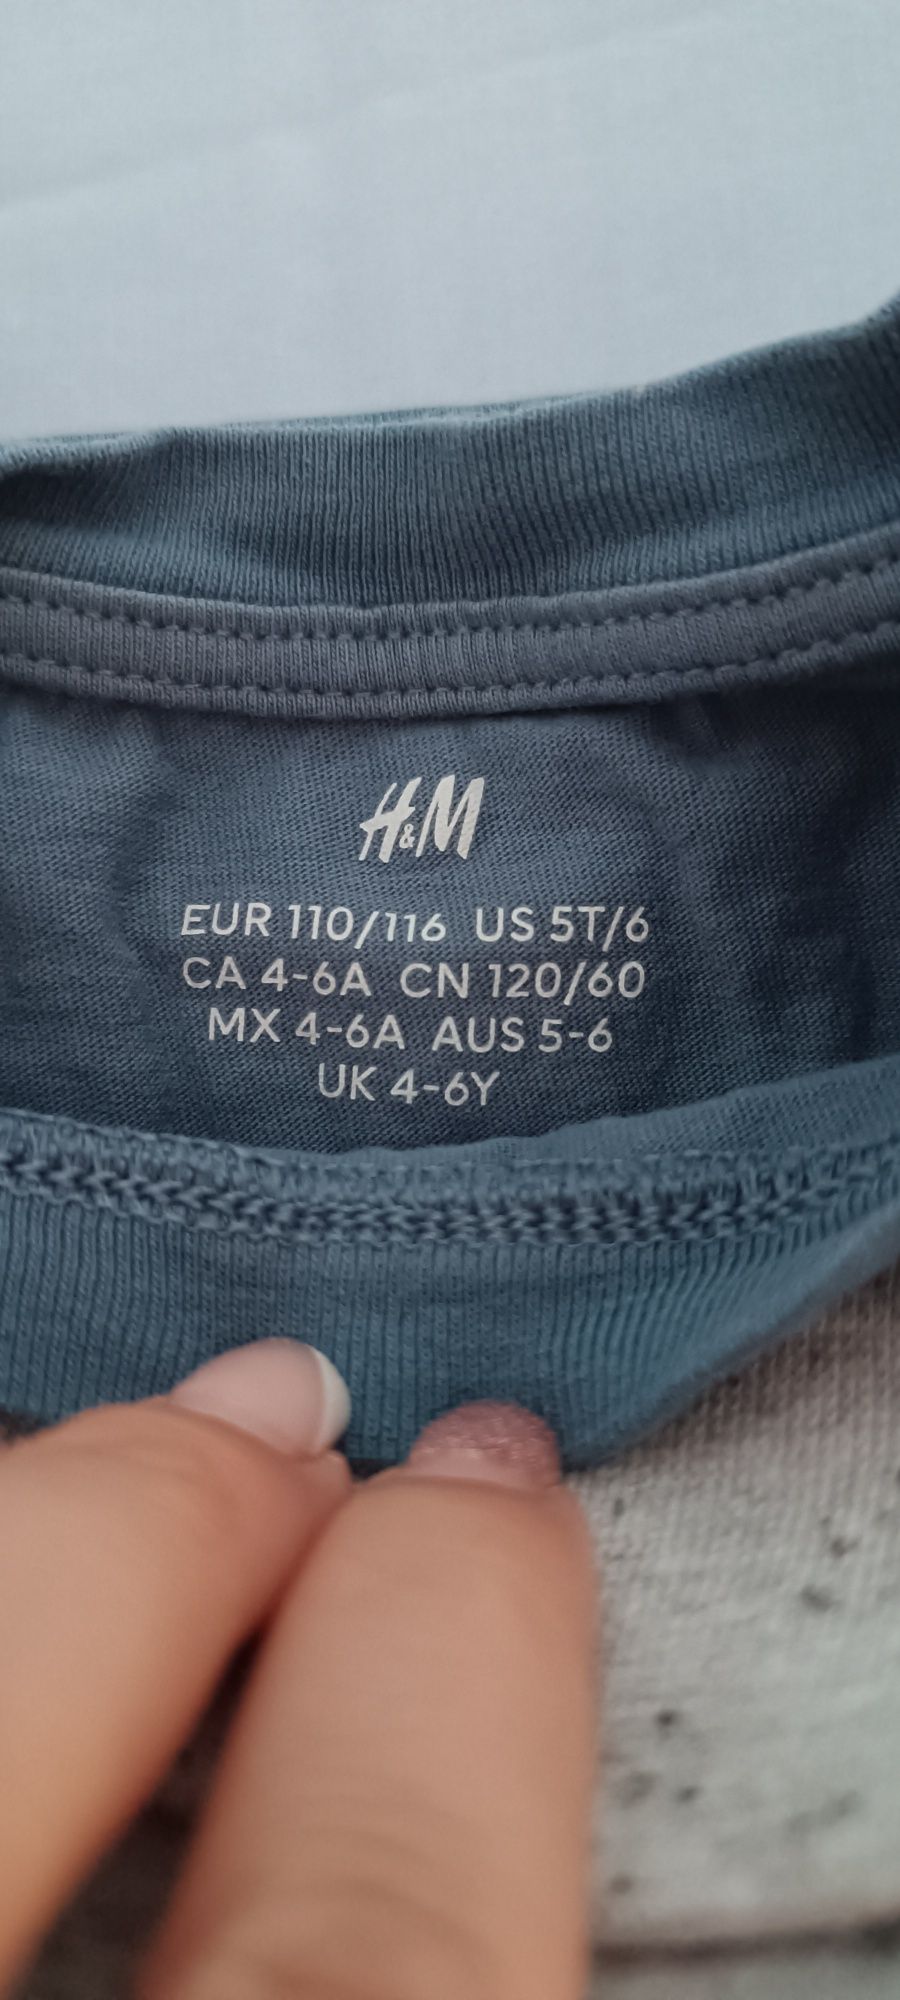 H&M
EUR 110/116 US 5T/6
CA 4-6A CN 120/60
MX 4-6A AUS 5-6
UK 4-6Y